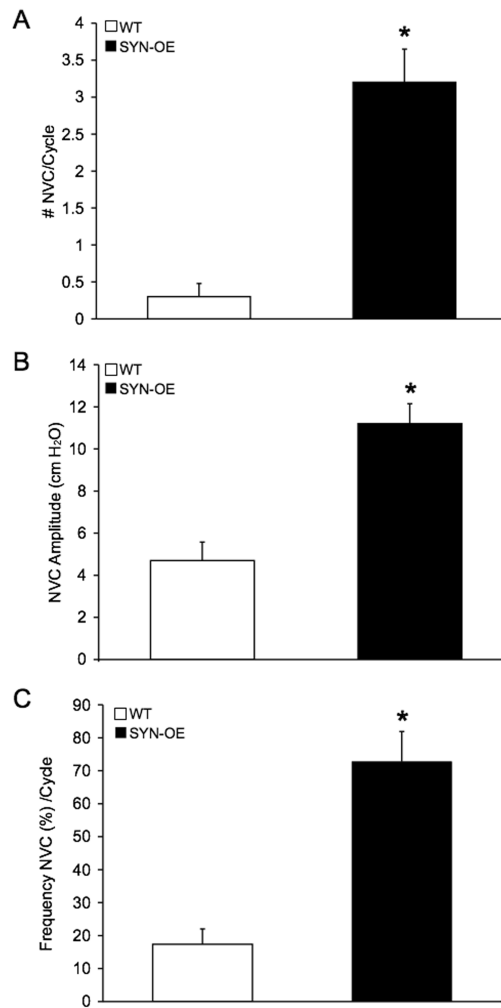 A
WT
SYN-OE
*
4
3.5
3
2.5
2
1.5
1
0.5
0
# NVC/Cycle
B
WT
SYN-OE
*
14
12
10
8
6
4
2
0
NVC Amplitude (cm H₂O)
C
WT
SYN-OE
*
90
80
70
60
50
40
30
20
10
0
Frequency NVC (%) /Cycle